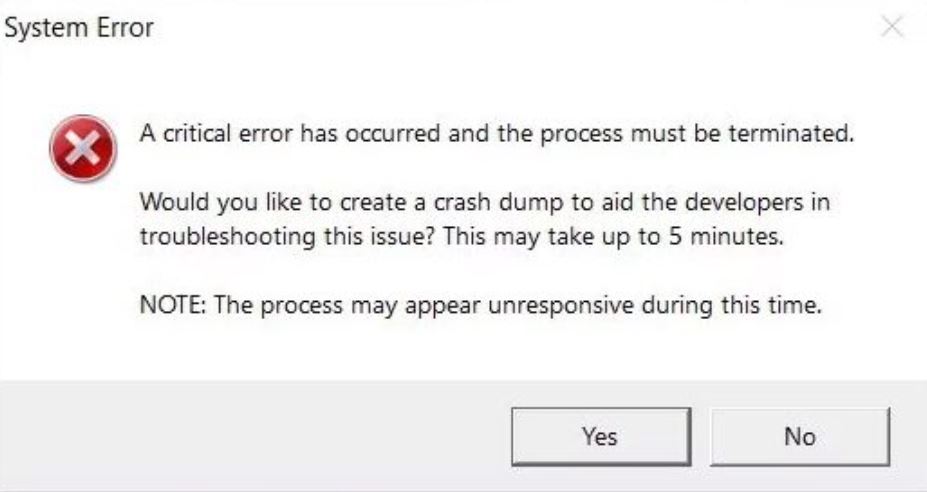 System Error
A critical error has occurred and the process must be terminated.
Would you like to create a crash dump to aid the developers in
troubleshooting this issue? This may take up to 5 minutes.
NOTE: The process may appear unresponsive during this time.
Yes
No